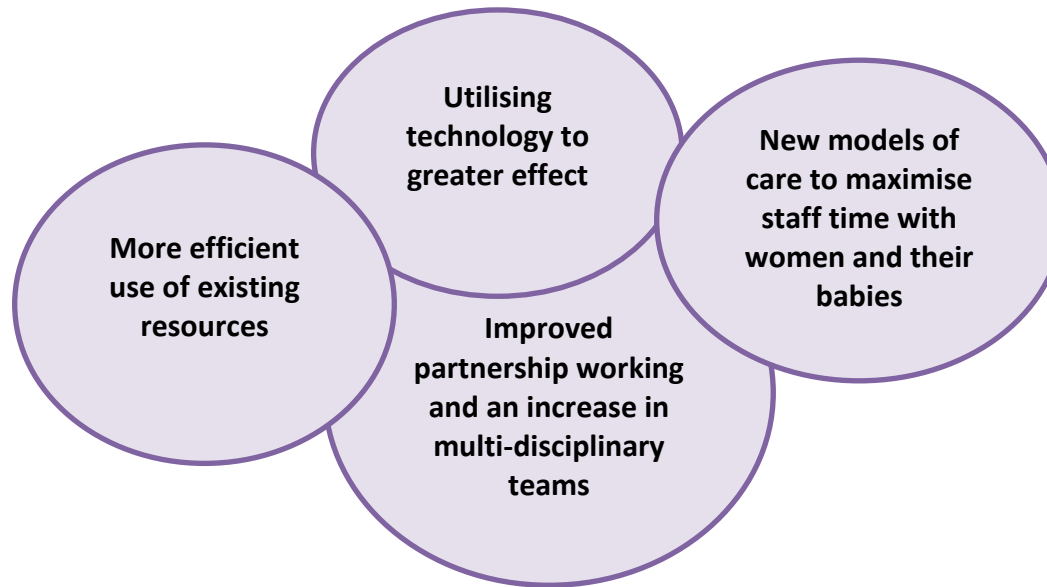 Utilising
technology to
greater effect
New models of
care to maximise
staff time with
women and their
babies
More efficient
use of existing
resources
Improved
partnership working
and an increase in
multi-disciplinary
teams